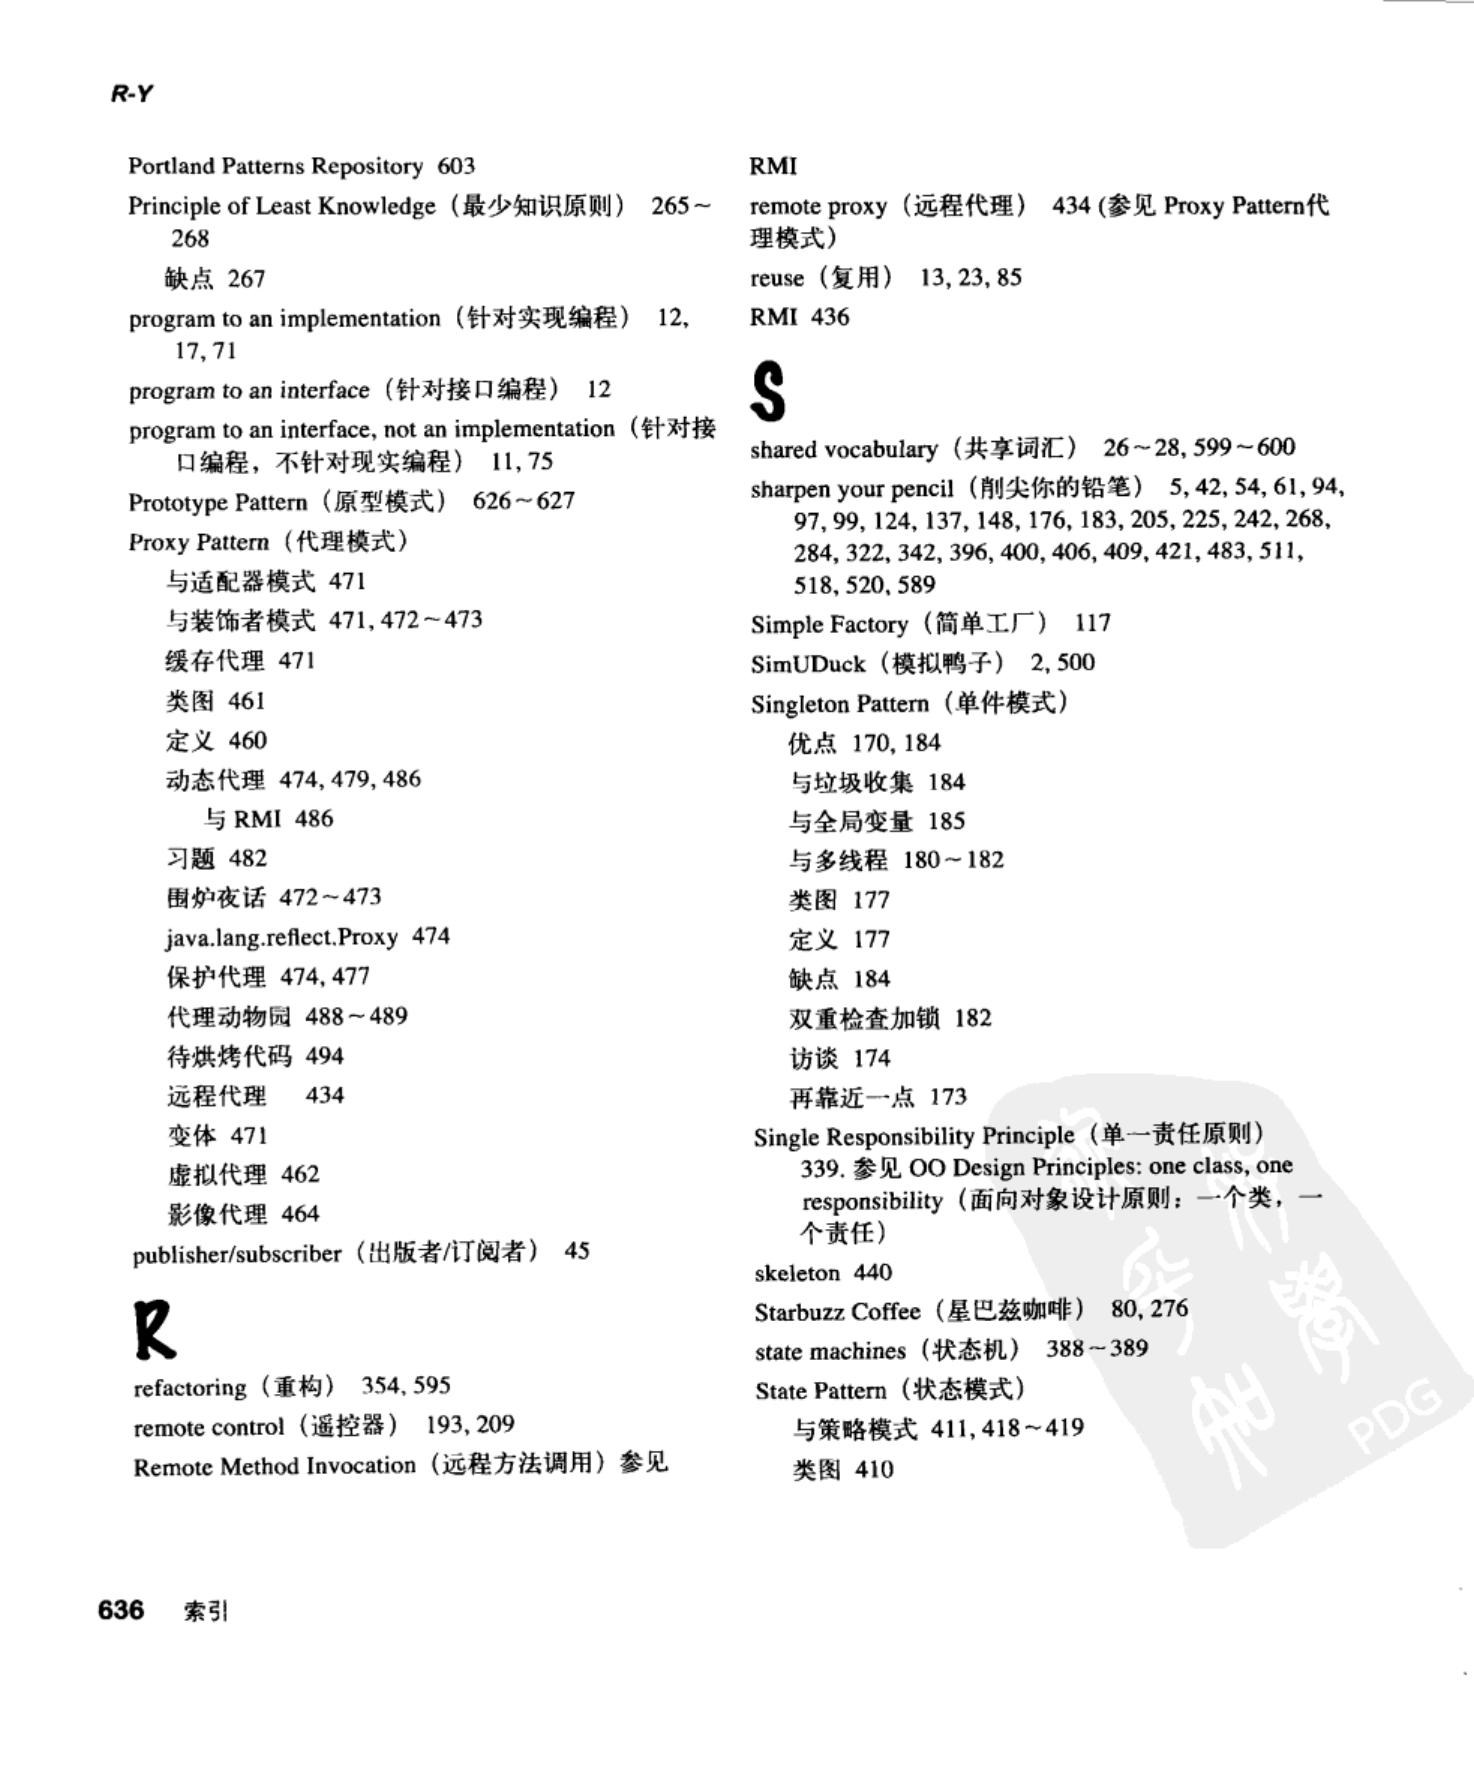 R-Y
Portland Patterns Repository 603
Principle of Least Knowledge（最少知识原则） 265~
268
缺点 267
program to an implementation（针对实现编程） 12,
17, 71
program to an interface（针对接口编程） 12
program to an interface, not an implementation（针对接
口编程，不针对现实编程） 11, 75
Prototype Pattern（原型模式） 626~627
Proxy Pattern（代理模式）
与适配器模式 471
与装饰者模式 471, 472~473
缓存代理 471
类图 461
定义 460
动态代理 474, 479, 486
与 RMI 486
习题 482
围炉夜话 472~473
java.lang.reflect.Proxy 474
保护代理 474, 477
代理动物园 488~489
待烘烤代码 494
远程代理 434
变体 471
虚拟代理 462
影像代理 464
publisher/subscriber（出版者/订阅者） 45
R
refactoring（重构） 354, 595
remote control（遥控器） 193, 209
Remote Method Invocation（远程方法调用）参见
RMI
remote proxy（远程代理） 434 (参见 Proxy Pattern代
理模式）
reuse（复用） 13, 23, 85
RMI 436
S
shared vocabulary（共享词汇） 26~28, 599~600
sharpen your pencil（削尖你的铅笔） 5, 42, 54, 61, 94,
97, 99, 124, 137, 148, 176, 183, 205, 225, 242, 268,
284, 322, 342, 396, 400, 406, 409, 421, 483, 511,
518, 520, 589
Simple Factory（简单工厂） 117
SimUDuck（模拟鸭子） 2, 500
Singleton Pattern（单件模式）
优点 170, 184
与垃圾收集 184
与全局变量 185
与多线程 180~182
类图 177
定义 177
缺点 184
双重检查加锁 182
访谈 174
再靠近一点 173
Single Responsibility Principle（单一责任原则）
339. 参见 OO Design Principles: one class, one
responsibility（面向对象设计原则：一个类，一
个责任）
skeleton 440
Starbuzz Coffee（星巴兹咖啡） 80, 276
state machines（状态机） 388~389
State Pattern（状态模式）
与策略模式 411, 418~419
类图 410
PDG
636 索引